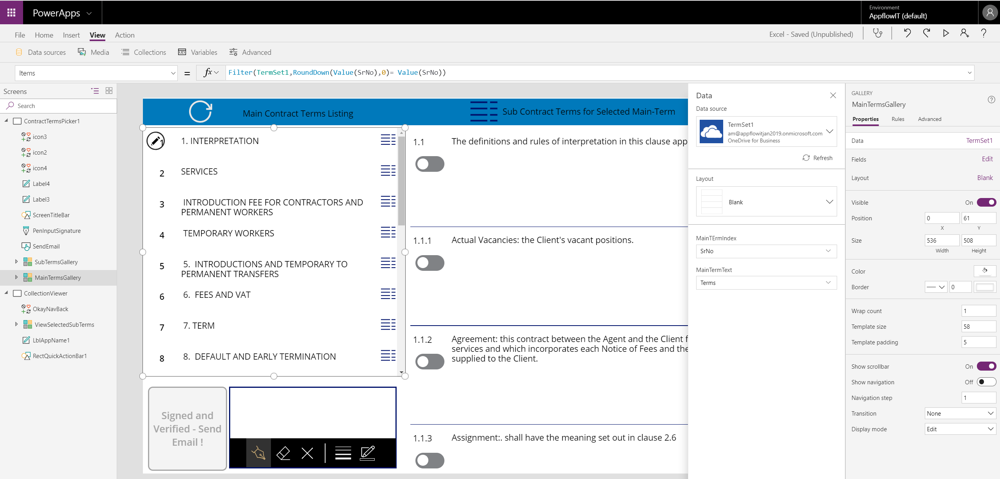 PowerApps
Environment
AppflowIT (default)
File Home Insert View Action
Excel - Saved (Unpublished)
Data sources Media Collections Variables Advanced
Items = fx Filter(TermSet1,RoundDown(Value(SrNo),0)= Value(SrNo))
Screens
Search
ContractTermsPicker1
icon3
icon2
icon4
Label4
Label3
ScreenTitleBar
PenInputSignature
SendEmail
SubTermsGallery
MainTermsGallery
CollectionViewer
OkayNavBack
ViewSelectedSubTerms
LblAppName1
RectQuickActionBar1
Main Contract Terms Listing
Sub Contract Terms for Selected Main-Term
1 1. INTERPRETATION
2 SERVICES
3 INTRODUCTION FEE FOR CONTRACTORS AND
PERMANENT WORKERS
4 TEMPORARY WORKERS
5 5. INTRODUCTIONS AND TEMPORARY TO
PERMANENT TRANSFERS
6 6. FEES AND VAT
7 7. TERM
8 8. DEFAULT AND EARLY TERMINATION
Signed and
Verified - Send
Email !
1.1 The definitions and rules of interpretation in this clause app
1.1.1 Actual Vacancies: the Client's vacant positions.
1.1.2 Agreement: this contract between the Agent and the Client f
services and which incorporates each Notice of Fees and the
supplied to the Client.
1.1.3 Assignment:. shall have the meaning set out in clause 2.6
Data
Data source
TermSet1
am@appflowitjan2019.onmicrosoft.com
OneDrive for Business
Refresh
Layout
Blank
MainTErmIndex
SrNo
MainTermText
Terms
GALLERY
MainTermsGallery
Properties Rules Advanced
Data TermSet1
Fields Edit
Layout Blank
Visible On
Position 0 61
X Y
Size 536 508
Width Height
Color
Border 0
Wrap count 1
Template size 58
Template padding 5
Show scrollbar On
Show navigation Off
Navigation step 1
Transition None
Display mode Edit